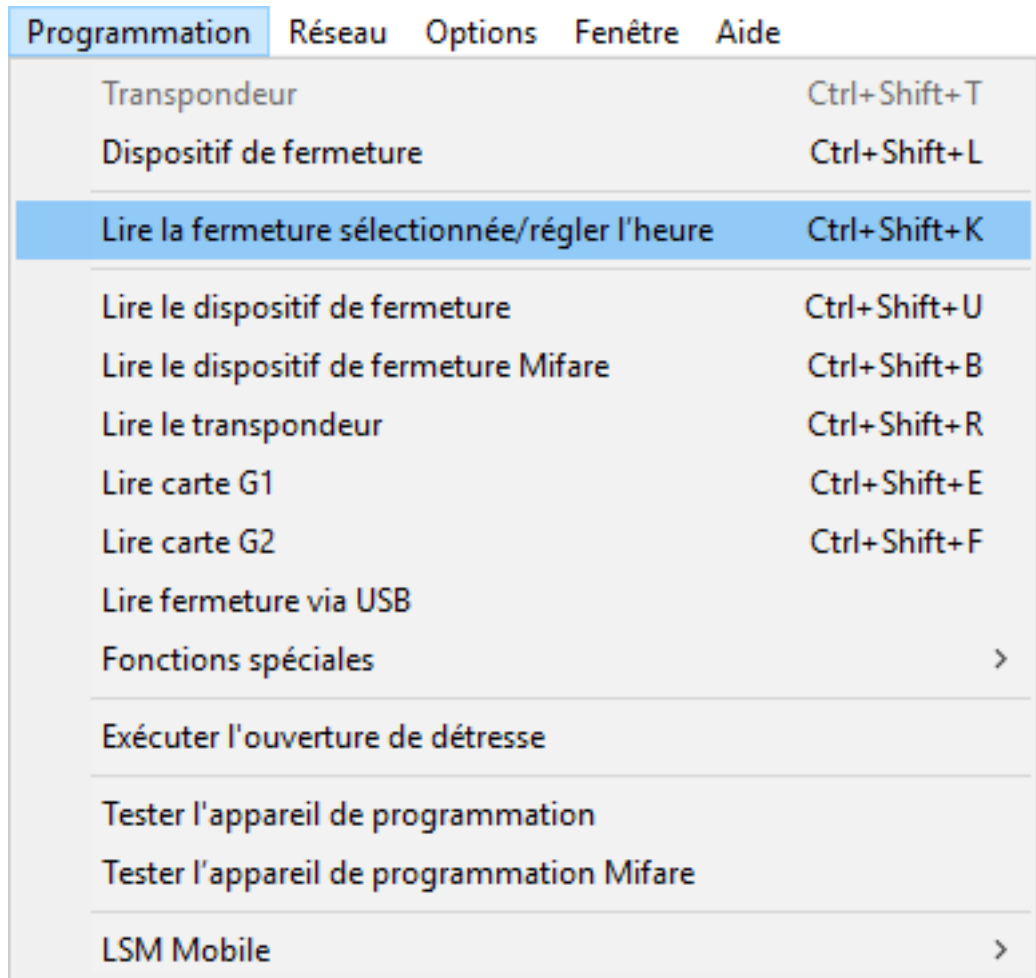 Programmation Réseau Options Fenêtre Aide
Transpondeur Ctrl+Shift+T
Dispositif de fermeture Ctrl+Shift+L
Lire la fermeture sélectionnée/régler l'heure Ctrl+Shift+K
Lire le dispositif de fermeture Ctrl+Shift+U
Lire le dispositif de fermeture Mifare Ctrl+Shift+B
Lire le transpondeur Ctrl+Shift+R
Lire carte G1 Ctrl+Shift+E
Lire carte G2 Ctrl+Shift+F
Lire fermeture via USB
Fonctions spéciales
Exécuter l'ouverture de détresse
Tester l'appareil de programmation
Tester l'appareil de programmation Mifare
LSM Mobile